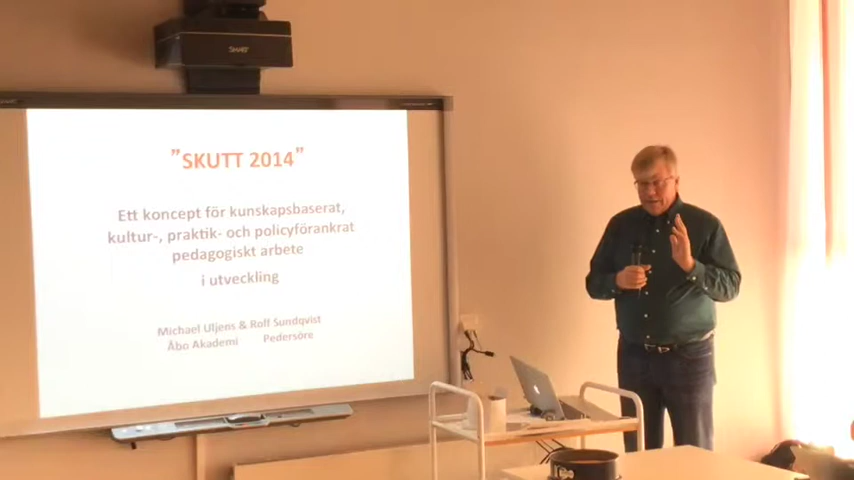 SMART
”SKUTT 2014”
Ett koncept för kunskapsbaserat,
kultur-, praktik- och policyförankrat
pedagogiskt arbete
i utveckling
Michael Uljens & Rolf Sundqvist
Åbo Akademi Pedersöre